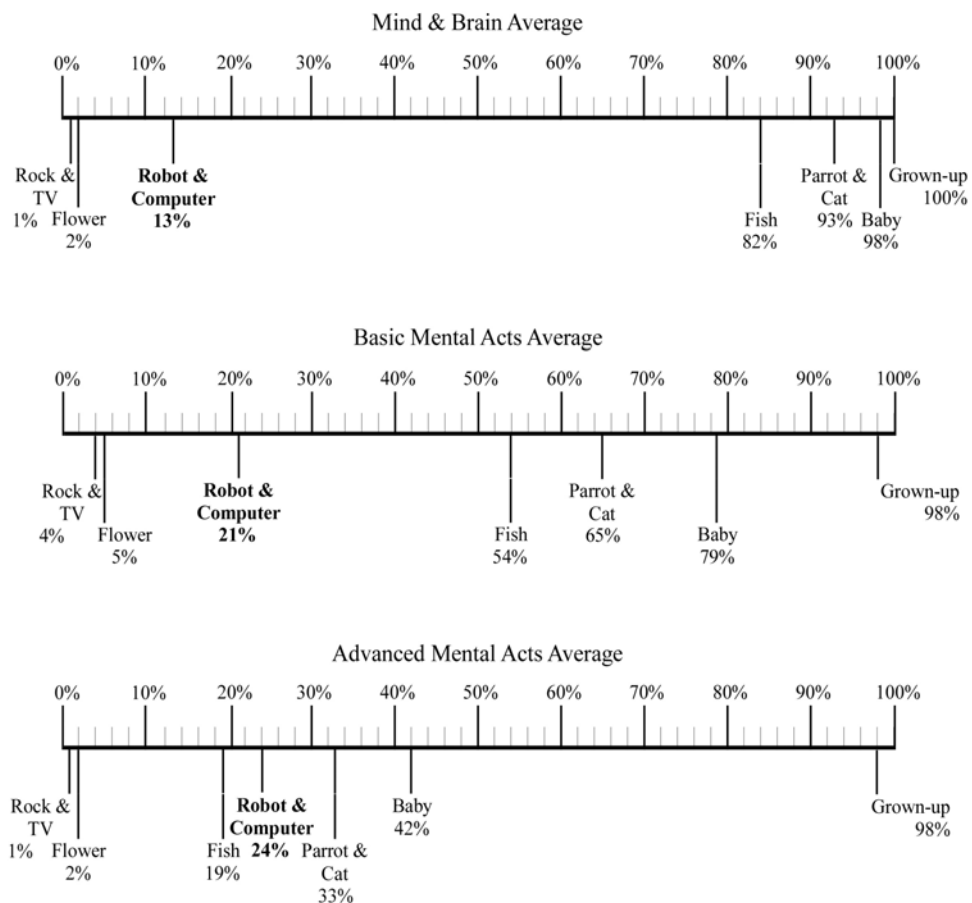 Mind & Brain Average
0% 10% 20% 30% 40% 50% 60% 70% 80% 90% 100%
Rock & Robot & Parrot & Grown-up
TV Computer Cat 100%
1% Flower 13% Fish 93% Baby
2% 82% 98%
Basic Mental Acts Average
0% 10% 20% 30% 40% 50% 60% 70% 80% 90% 100%
Rock & Robot & Parrot & Grown-up
TV Computer Cat 98%
4% Flower 21% Fish 65% Baby
5% 54% 79%
Advanced Mental Acts Average
0% 10% 20% 30% 40% 50% 60% 70% 80% 90% 100%
Rock & Robot & Baby Grown-up
TV Computer 42% 98%
1% Flower Fish 24% Parrot &
2% 19% Cat
33%